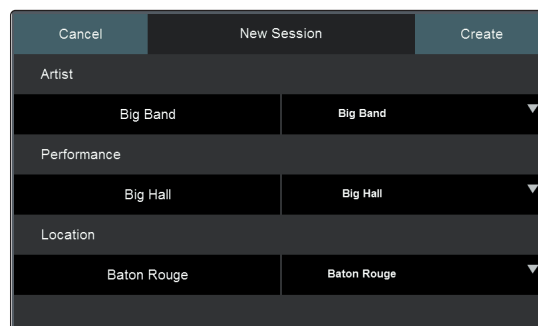 Cancel New Session Create
Artist
Big Band Big Band
Performance
Big Hall Big Hall
Location
Baton Rouge Baton Rouge